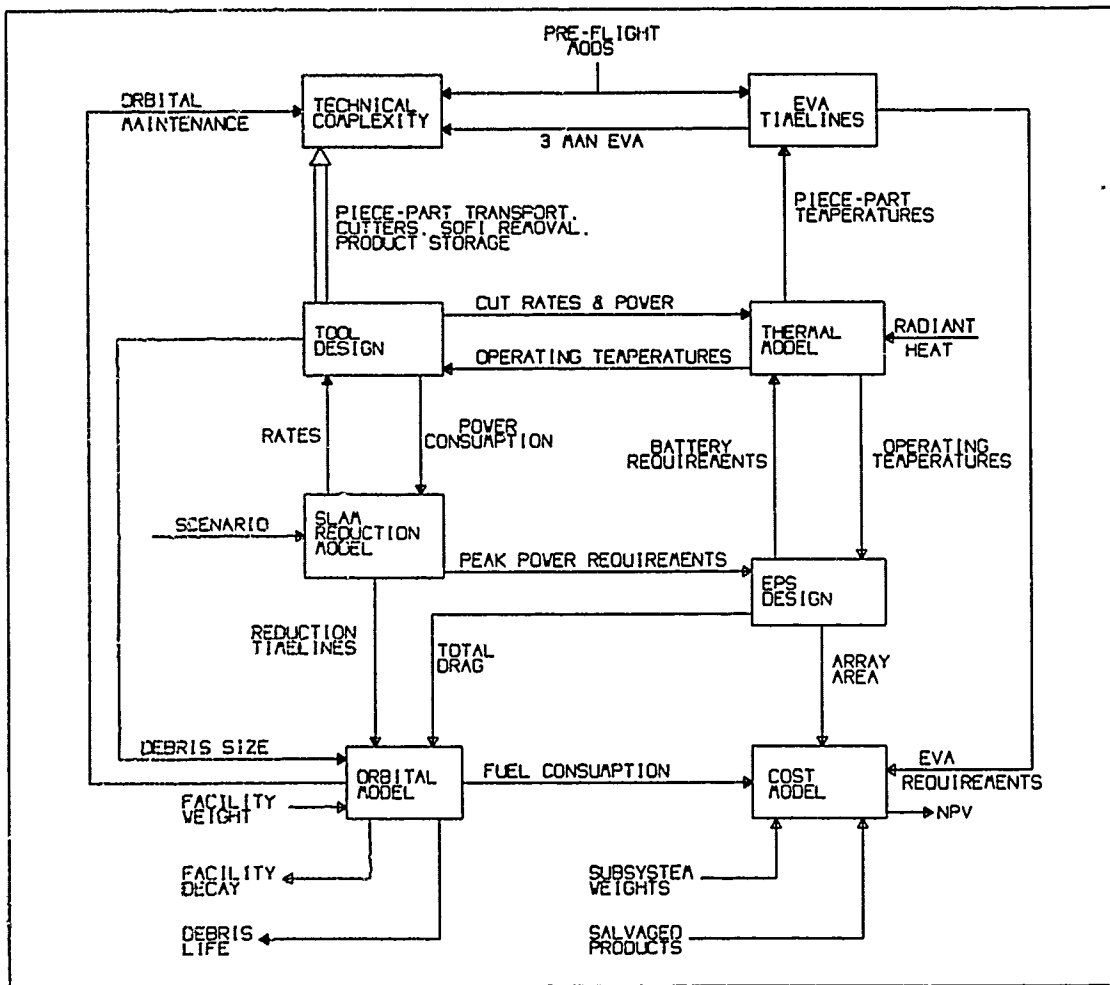 PRE-FLIGHT
MODS
ORBITAL
MAINTENANCE
TECHNICAL
COMPLEXITY
EVA
TIMELINES
3 MAN EVA
PIECE-PART TRANSPORT,
CUTTERS, SOFI REMOVAL,
PRODUCT STORAGE
PIECE-PART
TEMPERATURES
TOOL
DESIGN
CUT RATES & POWER
OPERATING TEMPERATURES
THERMAL
MODEL
RADIANT
HEAT
RATES
POWER
CONSUMPTION
BATTERY
REQUIREMENTS
OPERATING
TEMPERATURES
SCENARIO
SLAM
REDUCTION
MODEL
PEAK POWER REQUIREMENTS
EPS
DESIGN
REDUCTION
TIMELINES
TOTAL
DRAG
ARRAY
AREA
DEBRIS SIZE
ORBITAL
MODEL
FUEL CONSUMPTION
COST
MODEL
EVA
REQUIREMENTS
FACILITY
WEIGHT
NPV
FACILITY
DECAY
SUBSYSTEM
WEIGHTS
DEBRIS
LIFE
SALVAGED
PRODUCTS